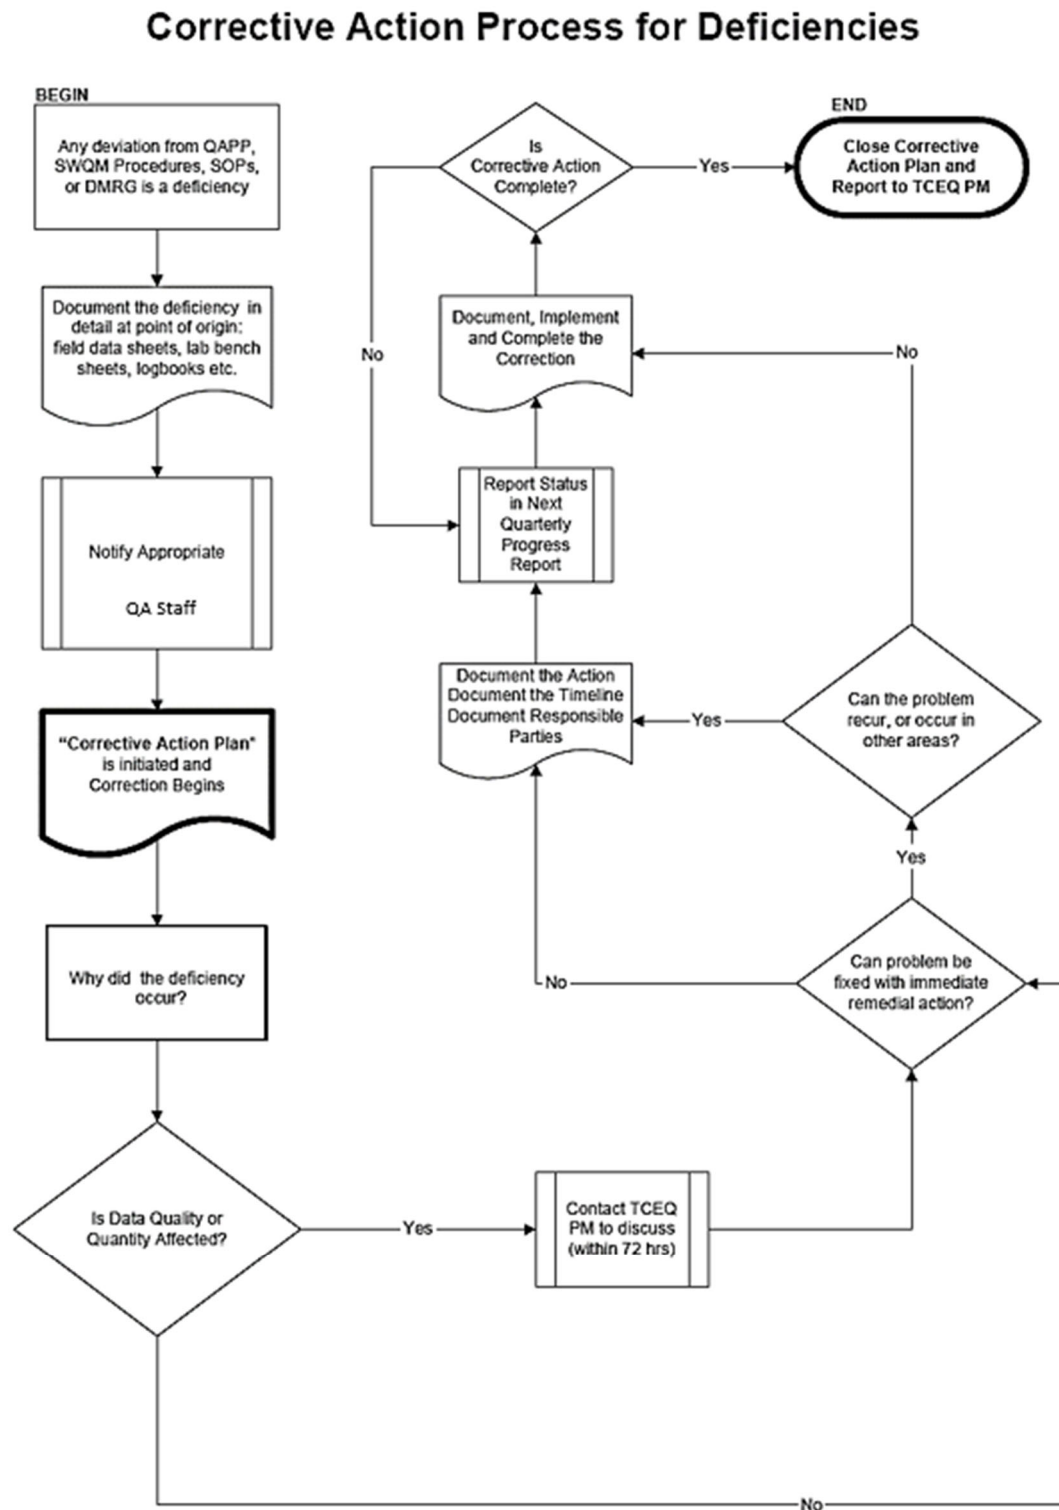 Corrective Action Process for Deficiencies
BEGIN
Any deviation from QAPP,
SWQM Procedures, SOPs,
or DMRG is a deficiency
Document the deficiency in
detail at point of origin:
field data sheets, lab bench
sheets, logbooks etc.
Notify Appropriate
QA Staff
“Corrective Action Plan”
is initiated and
Correction Begins
Why did the deficiency
occur?
Is Data Quality or
Quantity Affected?
Yes
Contact TCEQ
PM to discuss
(within 72 hrs)
No
Can problem be
fixed with immediate
remedial action?
No
Yes
Can the problem
recur, or occur in
other areas?
Yes
No
Document the Action
Document the Timeline
Document Responsible
Parties
Report Status
in Next
Quarterly
Progress
Report
Document, Implement
and Complete the
Correction
Is
Corrective Action
Complete?
No
Yes
END
Close Corrective
Action Plan and
Report to TCEQ PM